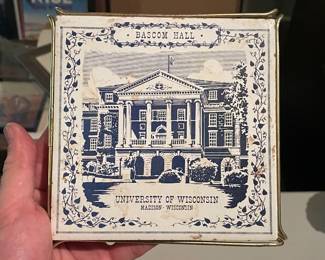 · BASCOM HALL ·
UNIVERSITY OF WISCONSIN
MADISON · WISCONSIN